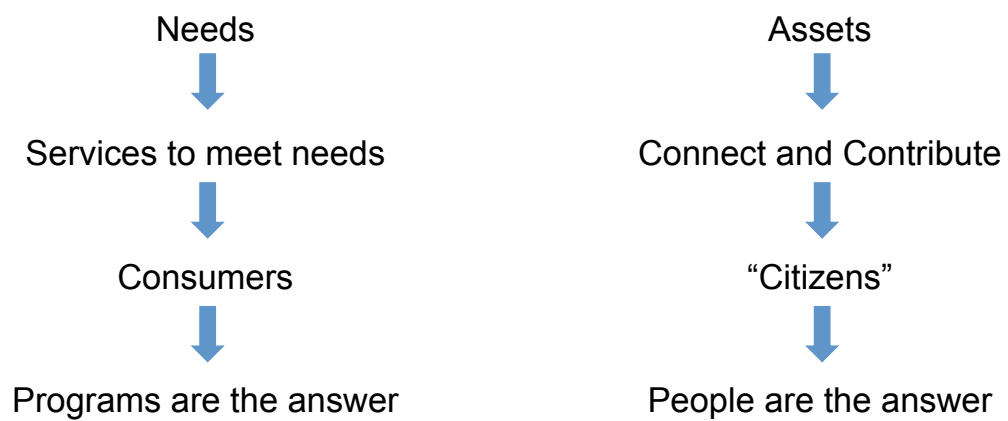 Needs
Services to meet needs
Consumers
Programs are the answer
Assets
Connect and Contribute
“Citizens”
People are the answer